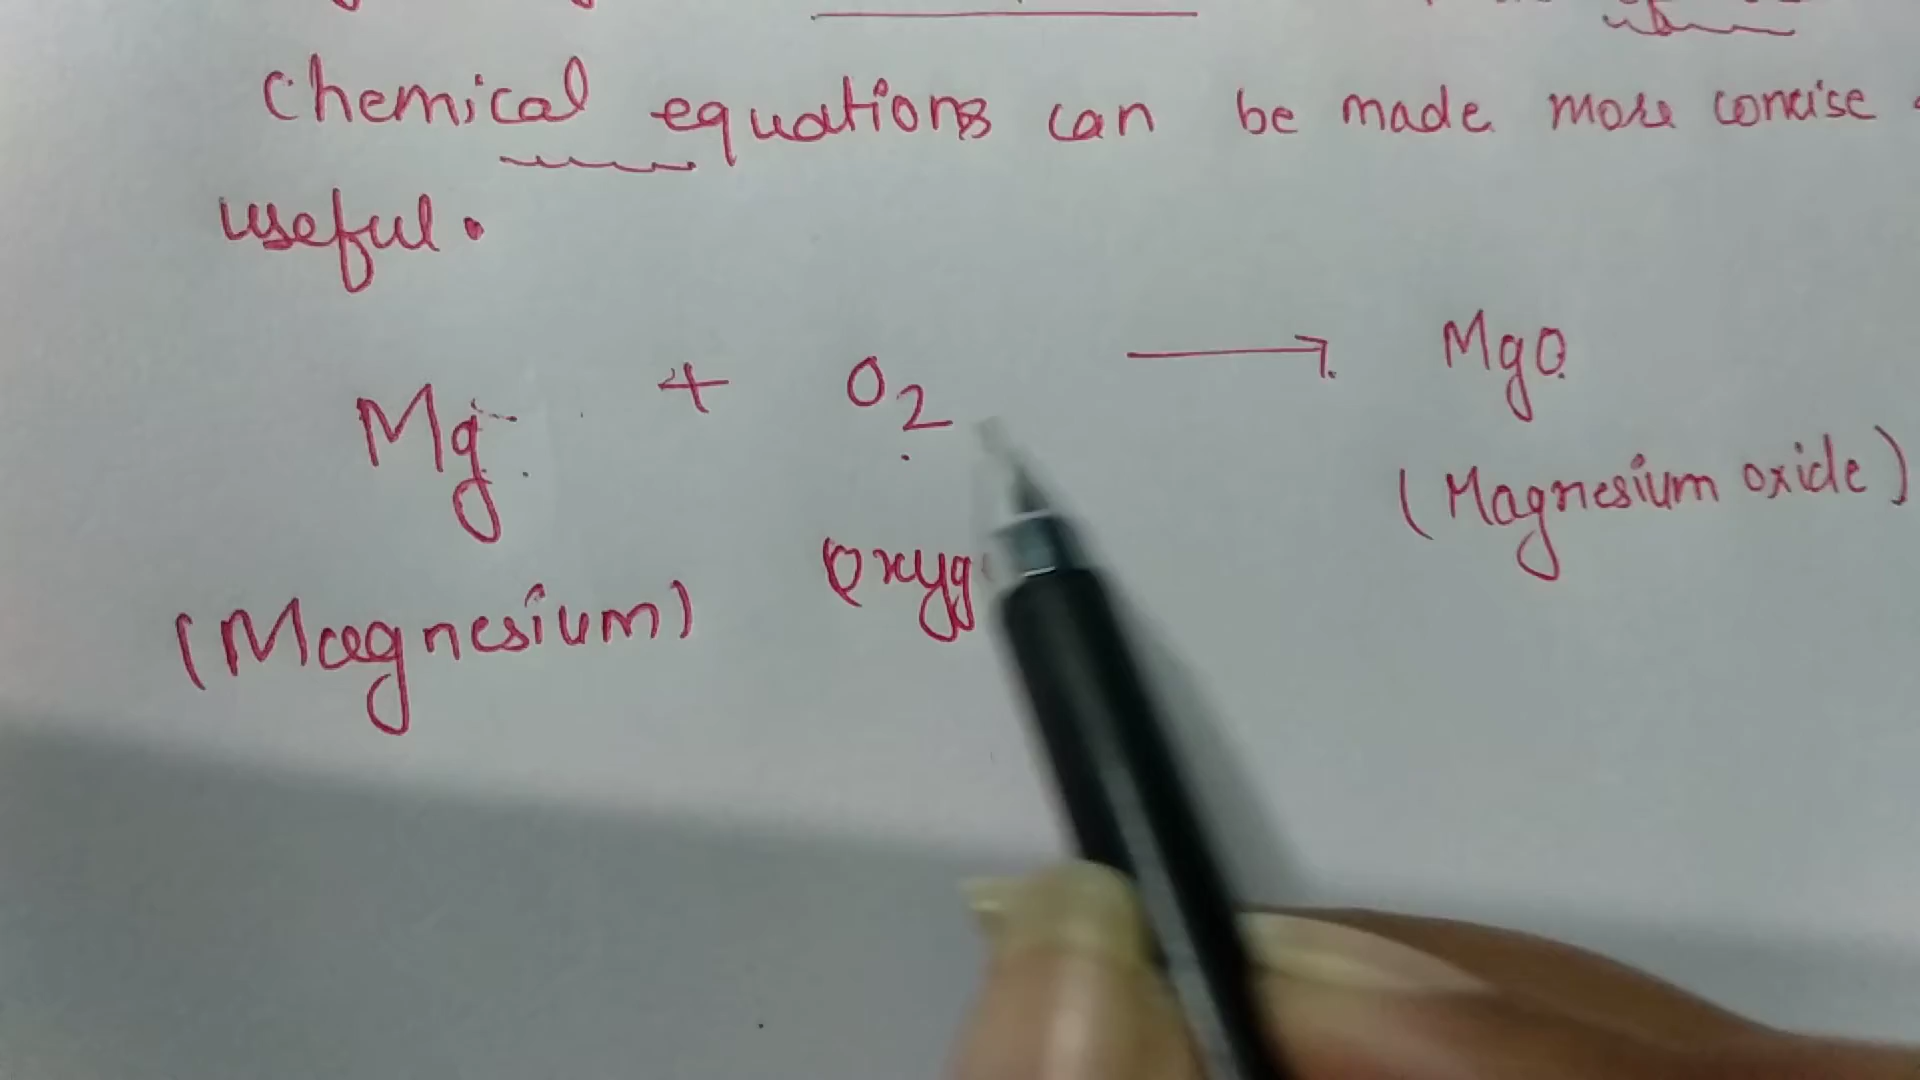 Chemical equations can be made more concise
useful.
Mg + O2 → MgO
(Magnesium) (Magnesium oxide)